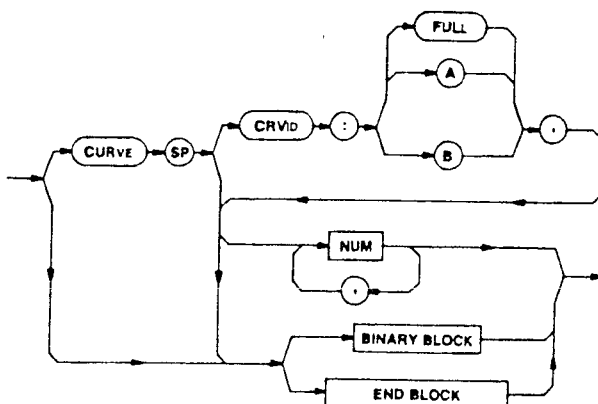 FULL
A
CURVE SP CRVID : B ,
NUM
,
BINARY BLOCK
END BLOCK